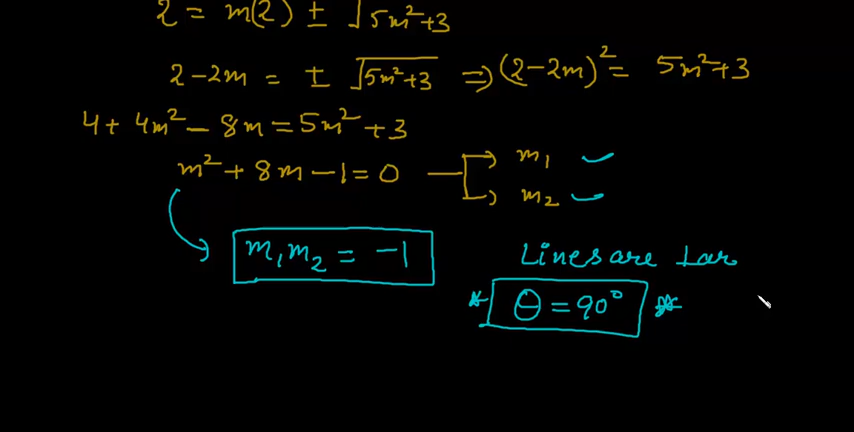 2 = m(2) ± √5m²+3
2-2m = ± √5m²+3 ⇒ (2-2m)² = 5m²+3
4+4m²-8m = 5m²+3
m²+8m-1=0 → m₁
→ m₂
m₁m₂ = -1
Lines are ⊥ar
* θ = 90° *